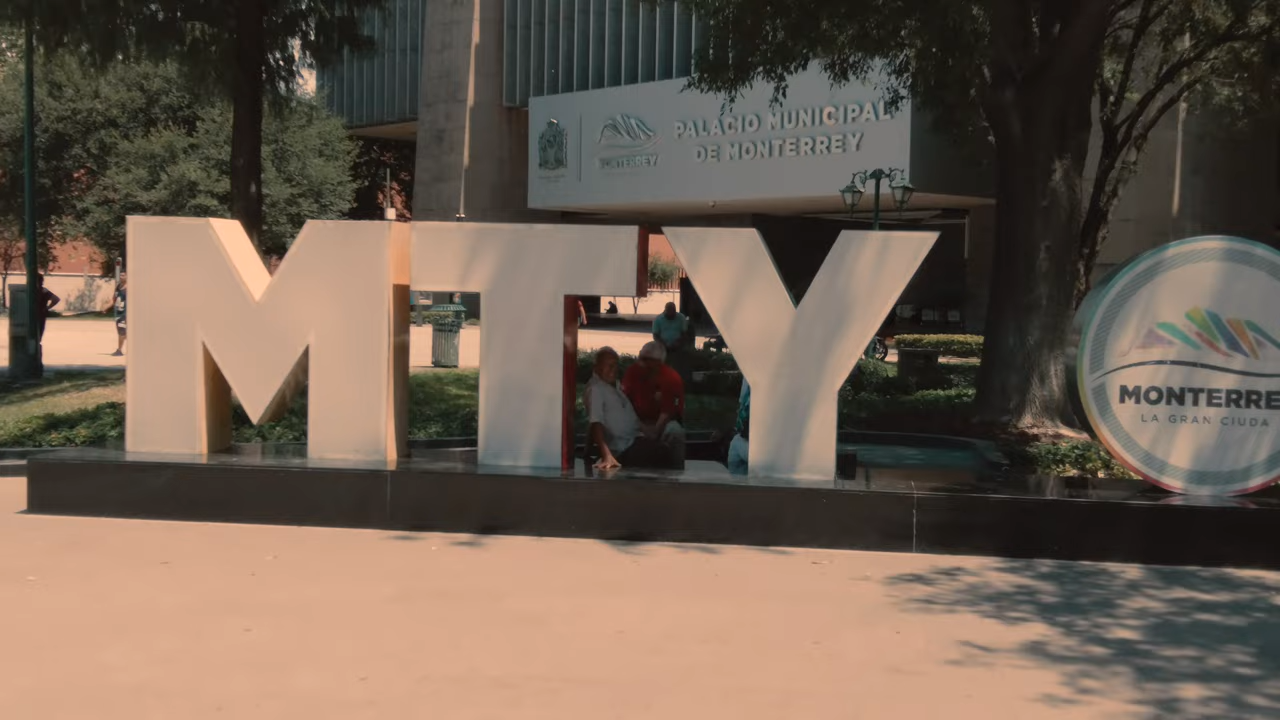 PALACIO MUNICIPAL
DE MONTERREY
MONTERREY
MTY
MONTERRE
LA GRAN CIUDA